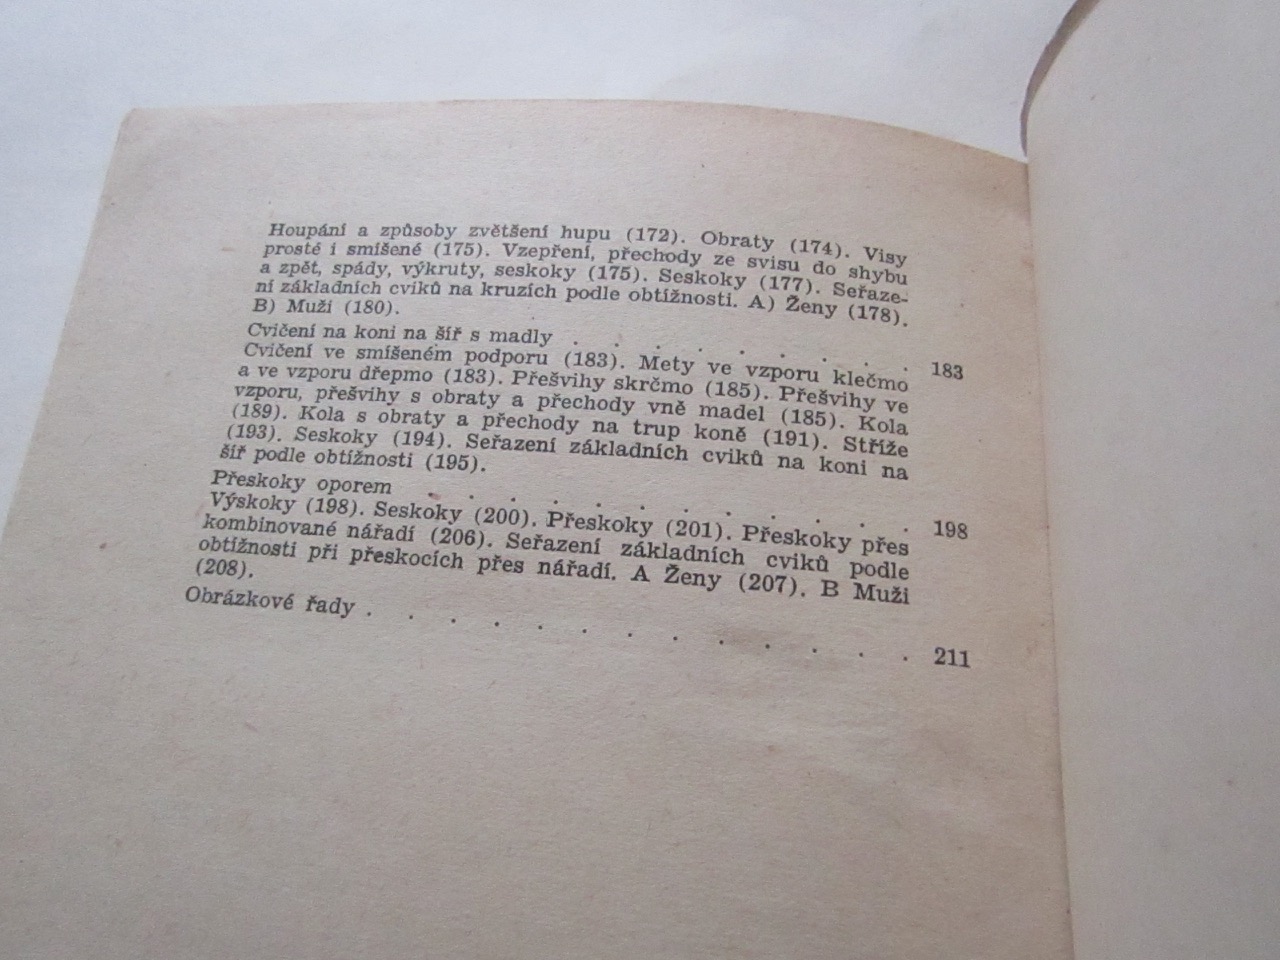 Houpání a způsoby zvětšení hupu (172). Obraty (174). Visy
prosté i smíšené (175). Vzepření, přechody ze svisu do shybu
a zpět, spády, výkruty, seskoky (175). Seskoky (177). Seřaze-
ní základních cviků na kruzích podle obtížnosti. A) Ženy (178).
B) Muži (180).
Cvičení na koni na šíř s madly . . . . . . . . . 183
Cvičení ve smíšeném podporu (183). Mety ve vzporu klečmo
a ve vzporu dřepmo (183). Přešvihy skrčmo (185). Přešvihy ve
vzporu, přešvihy s obraty a přechody vně madel (185). Kola
(189). Kola s obraty a přechody na trup koně (191). Stříže
(193). Seskoky (194). Seřazení základních cviků na koni na
šíř podle obtížnosti (195).
Přeskoky oporem . . . . . . . . . . . . 198
Výskoky (198). Seskoky (200). Přeskoky (201). Přeskoky přes
kombinované nářadí (206). Seřazení základních cviků podle
obtížnosti při přeskocích přes nářadí. A Ženy (207). B Muži
(208).
Obrázkové řady . . . . . . . . . . . . . 211